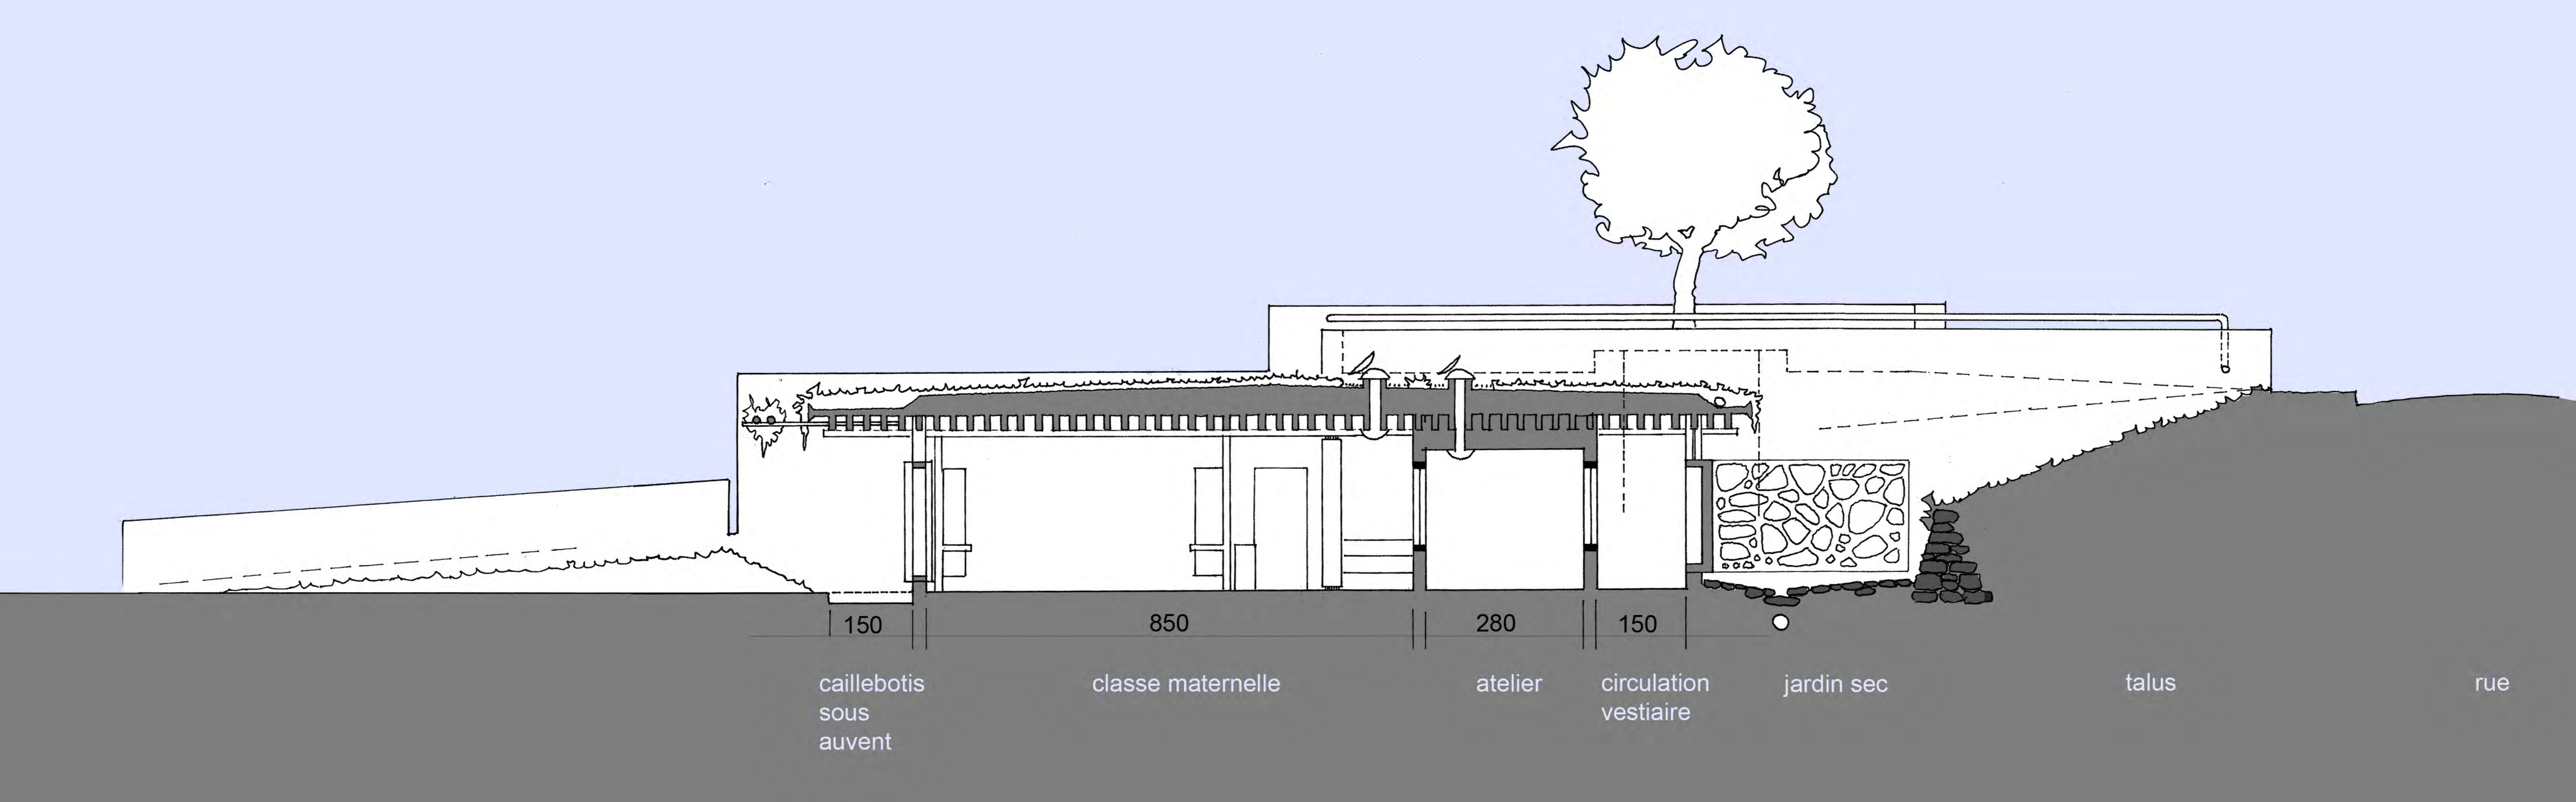 150
850
280
150
caillebotis
sous
auvent
classe maternelle
atelier
circulation
vestiaire
jardin sec
talus
rue